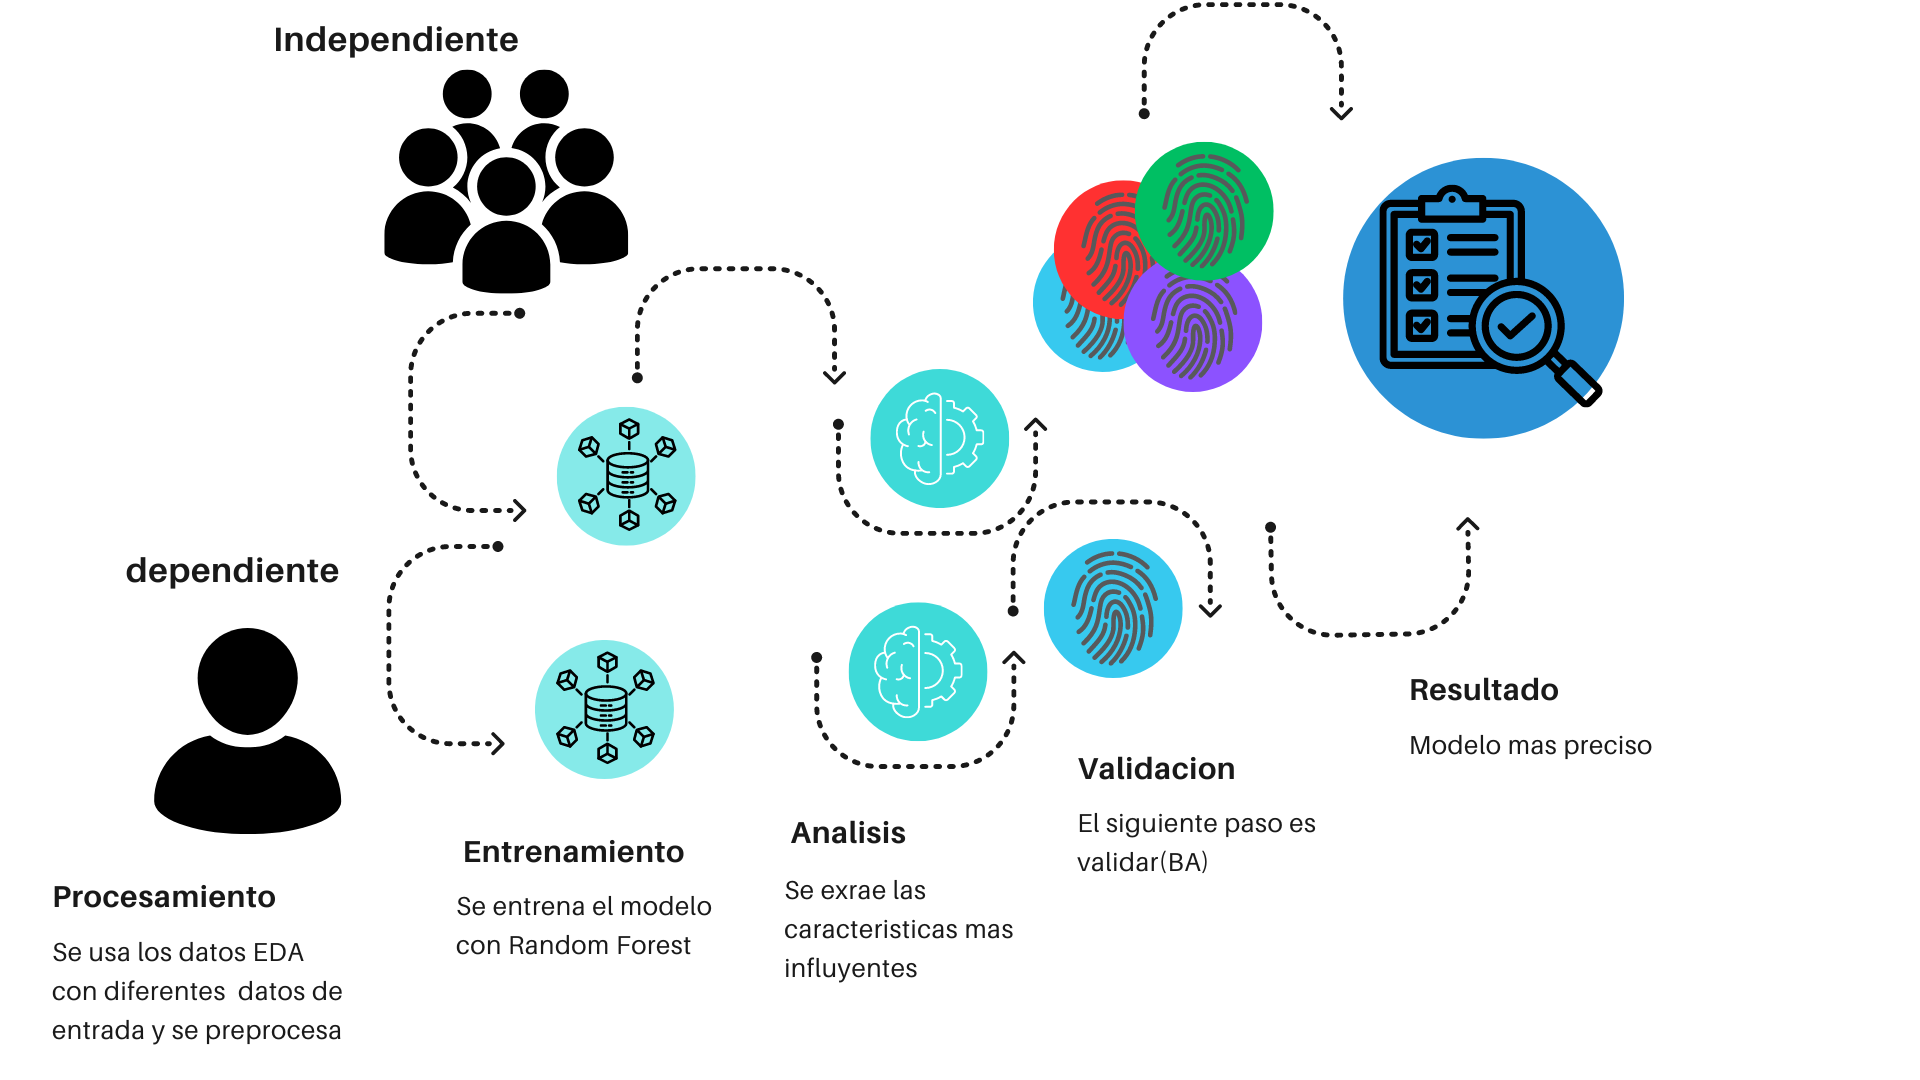 Independiente
dependiente
Procesamiento
Se usa los datos EDA
con diferentes  datos de
entrada y se preprocesa
Entrenamiento
Se entrena el modelo
con Random Forest
Analisis
Se exrae las
caracteristicas mas
influyentes
Validacion
El siguiente paso es
validar(BA)
Resultado
Modelo mas preciso